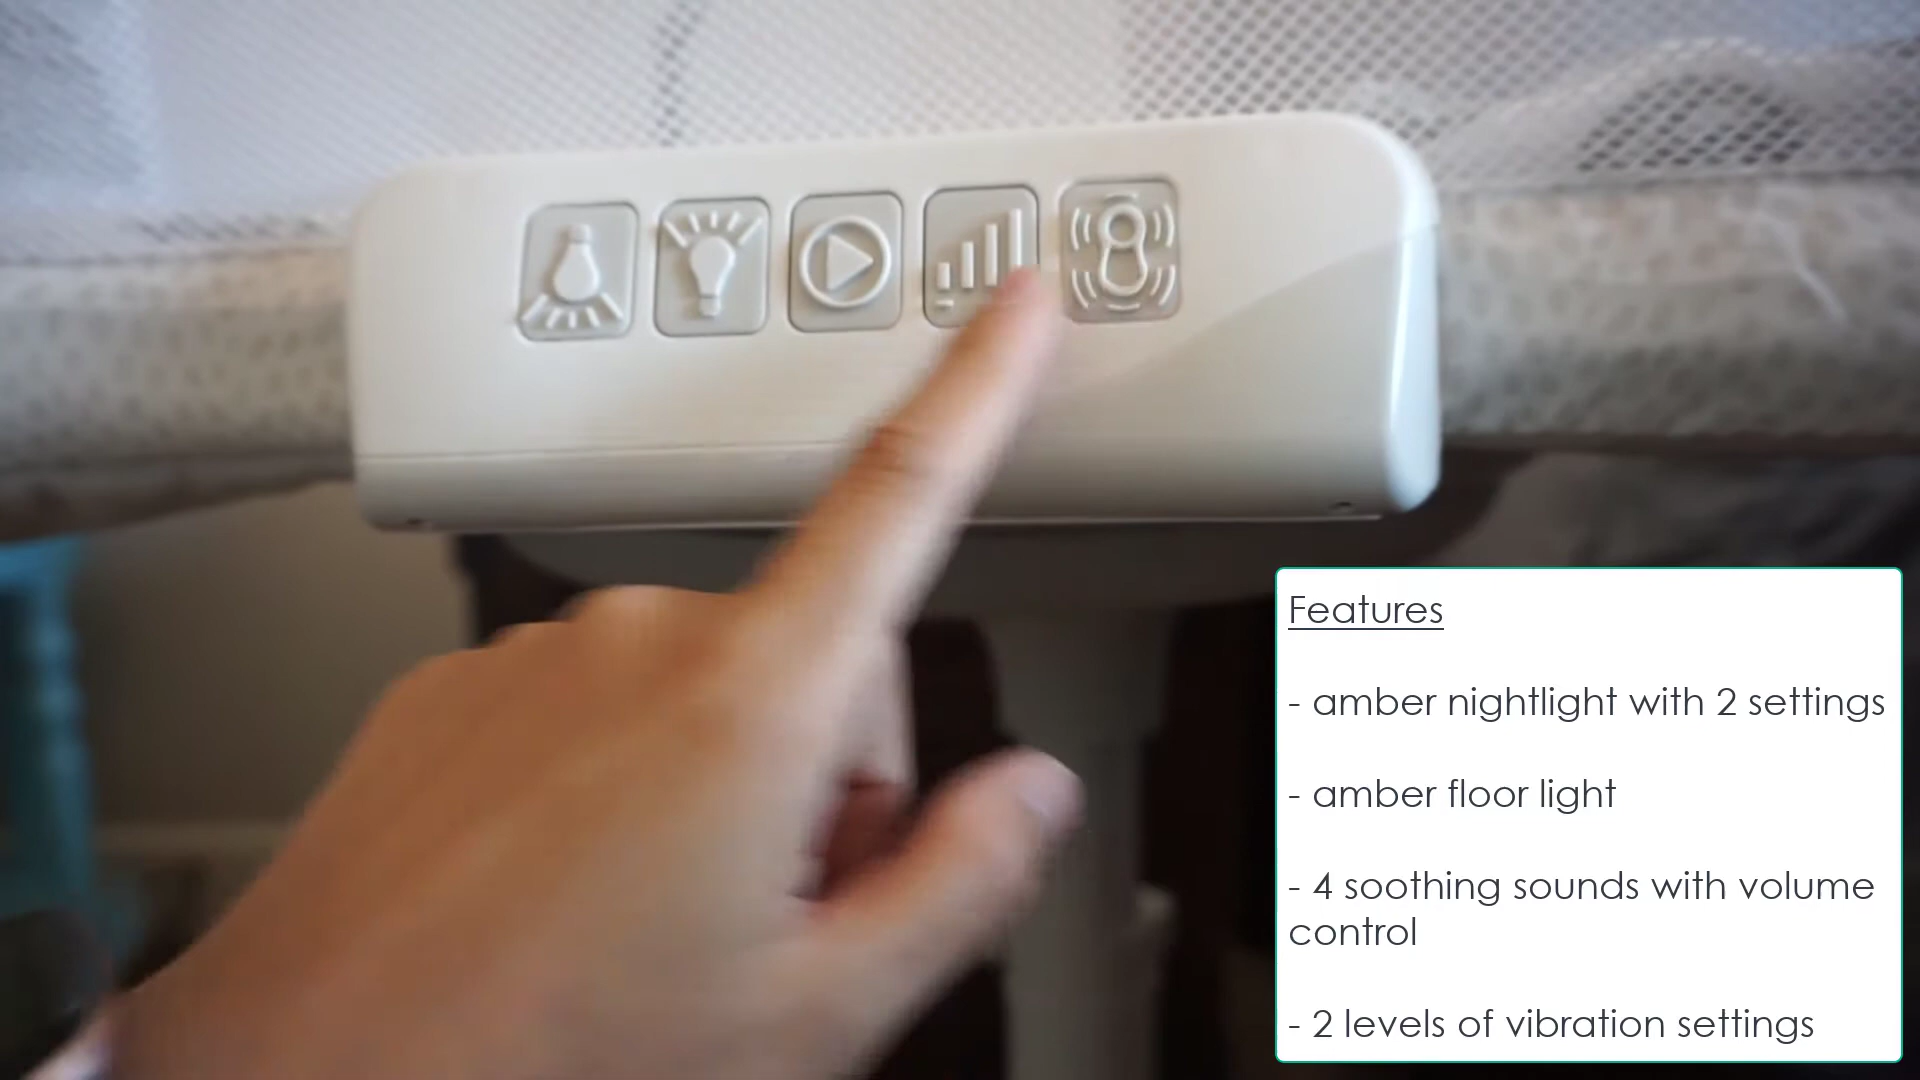 Features
- amber nightlight with 2 settings
- amber floor light
- 4 soothing sounds with volume
control
- 2 levels of vibration settings